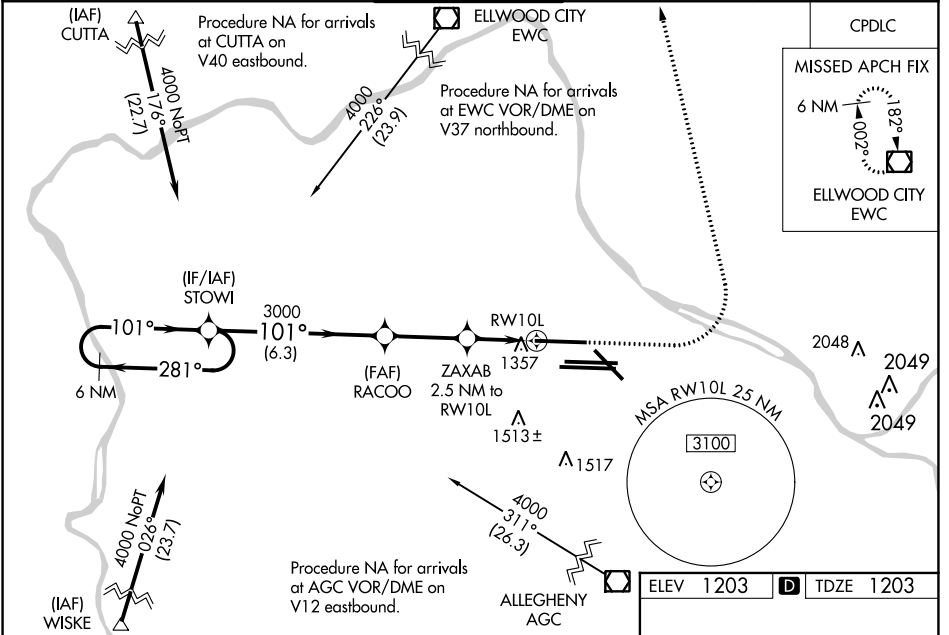 (IAF)
CUTTA
Procedure NA for arrivals
at CUTTA on
V40 eastbound.
4000 NoPT
176°
(22.7)
ELLWOOD CITY
EWC
4000
226°
(23.9)
Procedure NA for arrivals
at EWC VOR/DME on
V37 northbound.
CPDLC
MISSED APCH FIX
6 NM
182°
002°
ELLWOOD CITY
EWC
(IF/IAF)
STOWI
101°
281°
6 NM
3000
101°
(6.3)
(FAF)
RACOO
ZAXAB
2.5 NM to
RW10L
RW10L
1357
1513±
1517
2048
2049
2049
MSA RW10L 25 NM
3100
4000 NoPT
026°
(23.7)
(IAF)
WISKE
Procedure NA for arrivals
at AGC VOR/DME on
V12 eastbound.
4000
311°
(26.3)
ALLEGHENY
AGC
ELEV 1203 D TDZE 1203